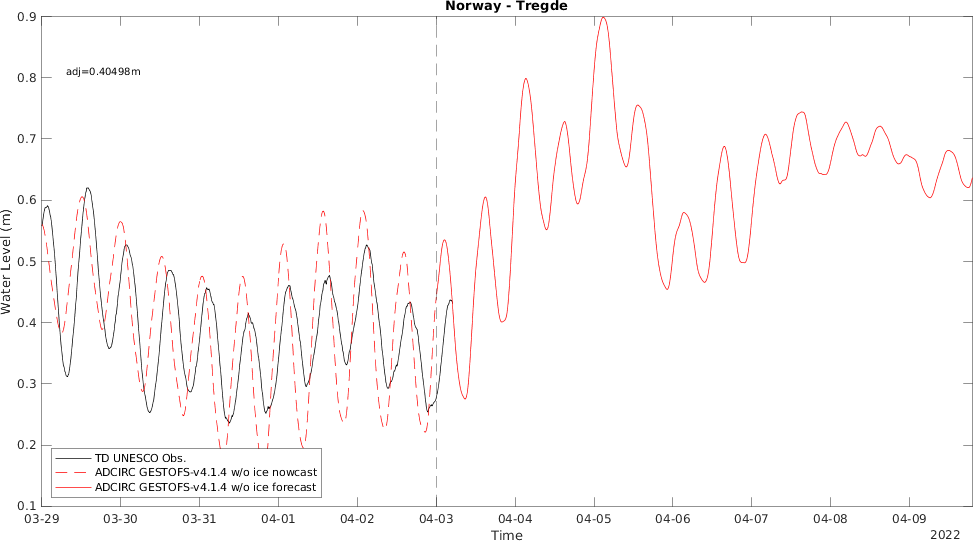 Norway - Tregde
0.9
0.8
0.7
0.6
0.5
0.4
0.3
0.2
0.1
Water Level (m)
adj=0.40498m
TD UNESCO Obs.
ADCIRC GESTOFS-v4.1.4 w/o ice nowcast
ADCIRC GESTOFS-v4.1.4 w/o ice forecast
03-29 03-30 03-31 04-01 04-02 04-03 04-04 04-05 04-06 04-07 04-08 04-09
Time
2022